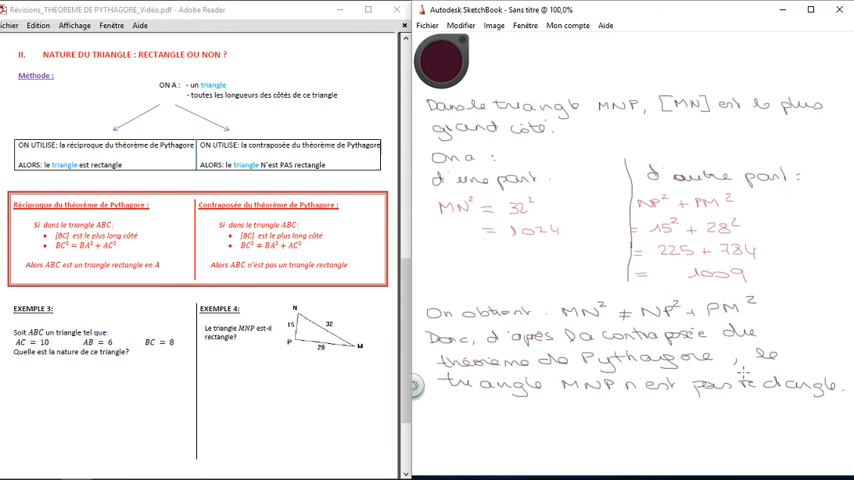 Révisions_THEOREME DE PYTHAGORE_Vidéo.pdf - Adobe Reader
ichier Edition Affichage Fenêtre Aide
II. NATURE DU TRIANGLE : RECTANGLE OU NON ?
Méthode :
ON A : - un triangle
- toutes les longueurs des côtés de ce triangle
ON UTILISE: la réciproque du théorème de Pythagore
ALORS: le triangle est rectangle
ON UTILISE: la contraposée du théorème de Pythagore
ALORS: le triangle N'est PAS rectangle
Réciproque du théorème de Pythagore :
Si dans le triangle ABC:
• [BC] est le plus long côté
• BC² = BA² + AC²
Alors ABC est un triangle rectangle en A
Contraposée du théorème de Pythagore :
Si dans le triangle ABC:
• [BC] est le plus long côté
• BC² ≠ BA² + AC²
Alors ABC n'est pas un triangle rectangle
EXEMPLE 3:
Soit ABC un triangle tel que:
AC = 10 AB = 6 BC = 8
Quelle est la nature de ce triangle?
EXEMPLE 4:
Le triangle MNP est-il
rectangle?
N
15
32
P
28
M
Autodesk SketchBook - Sans titre @ 100,0%
Fichier Modifier Image Fenêtre Mon compte Aide
Dans le triangle MNP, [MN] est le plus
grand côté.
On a :
d'une part.
MN² = 32²
= 1024
d'autre part :
NP² + PM²
= 15² + 28²
= 225 + 784
= 1009
On obtient MN² ≠ NP² + PM²
Donc, d'après la contraposée du
théorème de Pythagore, le
triangle MNP n'est pas rectangle.